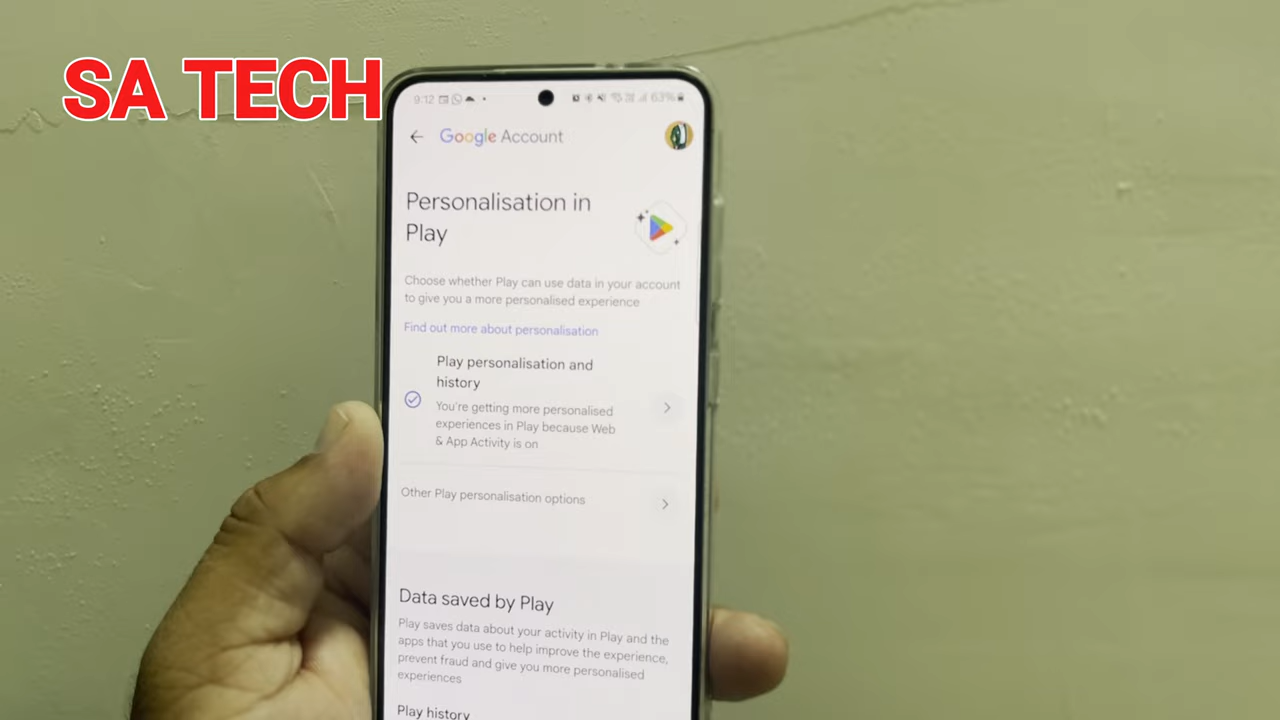 SA TECH
9:12
63%
Google Account
Personalisation in
Play
Choose whether Play can use data in your account
to give you a more personalised experience
Find out more about personalisation
Play personalisation and
history
You're getting more personalised
experiences in Play because Web
& App Activity is on
Other Play personalisation options
Data saved by Play
Play saves data about your activity in Play and the
apps that you use to help improve the experience,
prevent fraud and give you more personalised
experiences
Play history